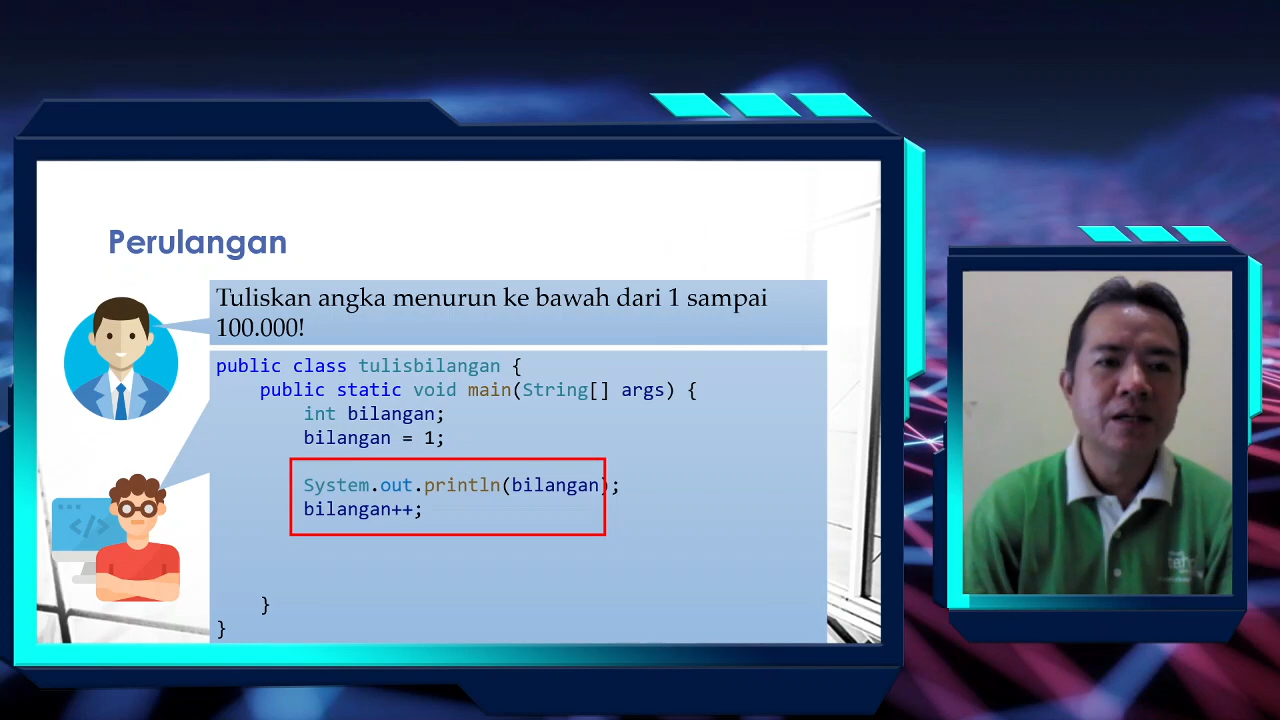 Perulangan
Tuliskan angka menurun ke bawah dari 1 sampai
100.000!
public class tulisbilangan {
    public static void main(String[] args) {
        int bilangan;
        bilangan = 1;
        System.out.println(bilangan);
        bilangan++;
    }
}